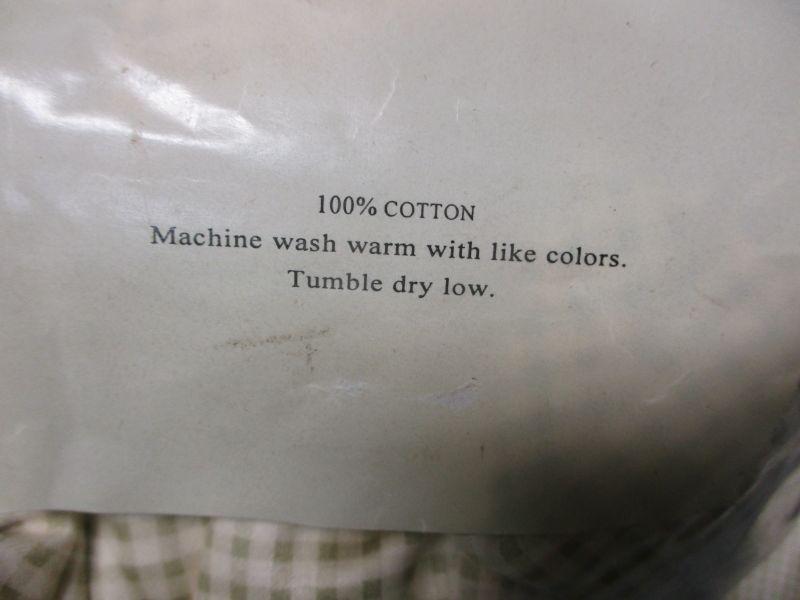 100% COTTON
Machine wash warm with like colors.
Tumble dry low.